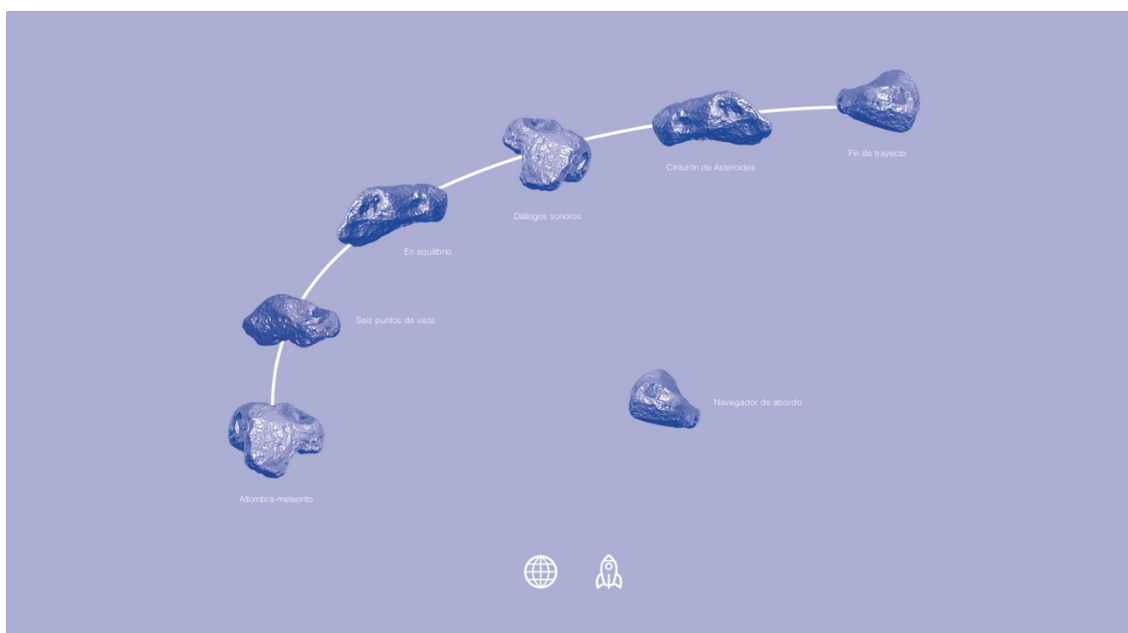 Fin de trayecto
Cinturón de Asteroides
Diálogos sonoros
En equilibrio
Seis puntos de vista
Navegador de abordo
Alfombra-meteorito